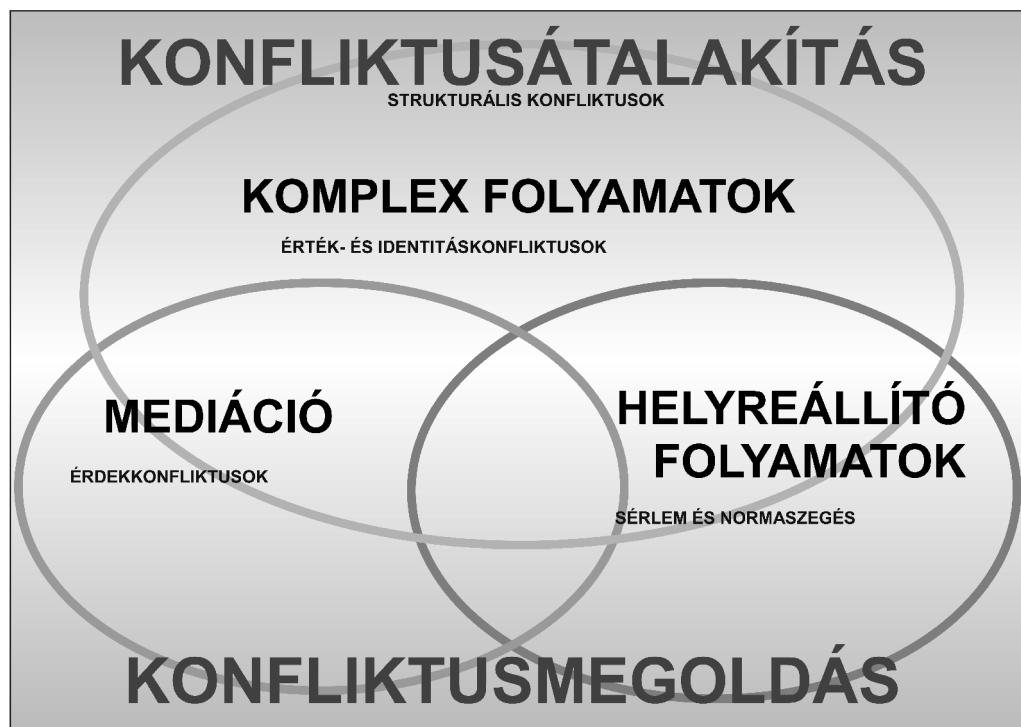 KONFLIKTUSÁTALAKÍTÁS
STRUKTURÁLIS KONFLIKTUSOK
KOMPLEX FOLYAMATOK
ÉRTÉK- ÉS IDENTITÁSKONFLIKTUSOK
MEDIÁCIÓ
ÉRDEKKONFLIKTUSOK
HELYREÁLLÍTÓ
FOLYAMATOK
SÉRLEM ÉS NORMASZEGÉS
KONFLIKTUSMEGOLDÁS